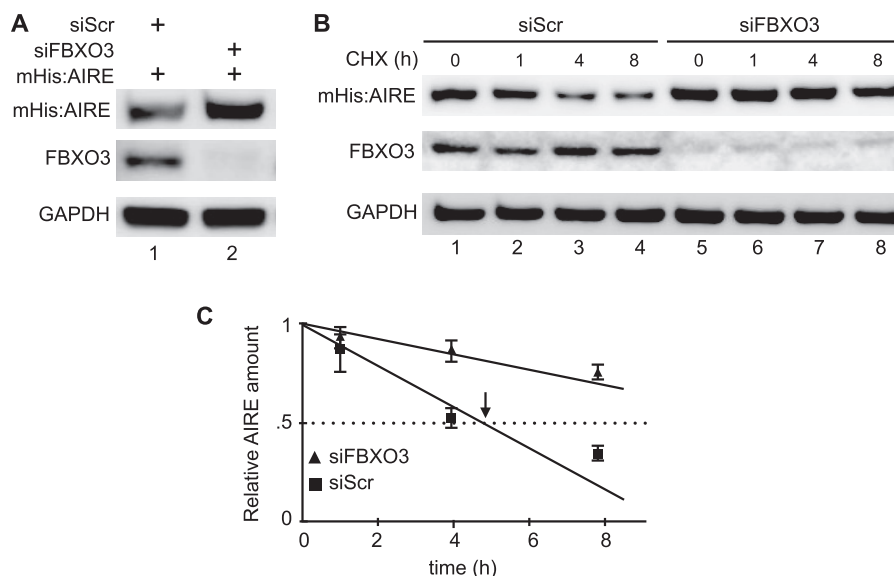 A
siScr +
siFBXO3 +
mHis:AIRE + +
mHis:AIRE
FBXO3
GAPDH
1 2
B
siScr siFBXO3
CHX (h) 0 1 4 8 0 1 4 8
mHis:AIRE
FBXO3
GAPDH
1 2 3 4 5 6 7 8
C
Relative AIRE amount
1
.5
0
siFBXO3
siScr
0 2 4 6 8
time (h)